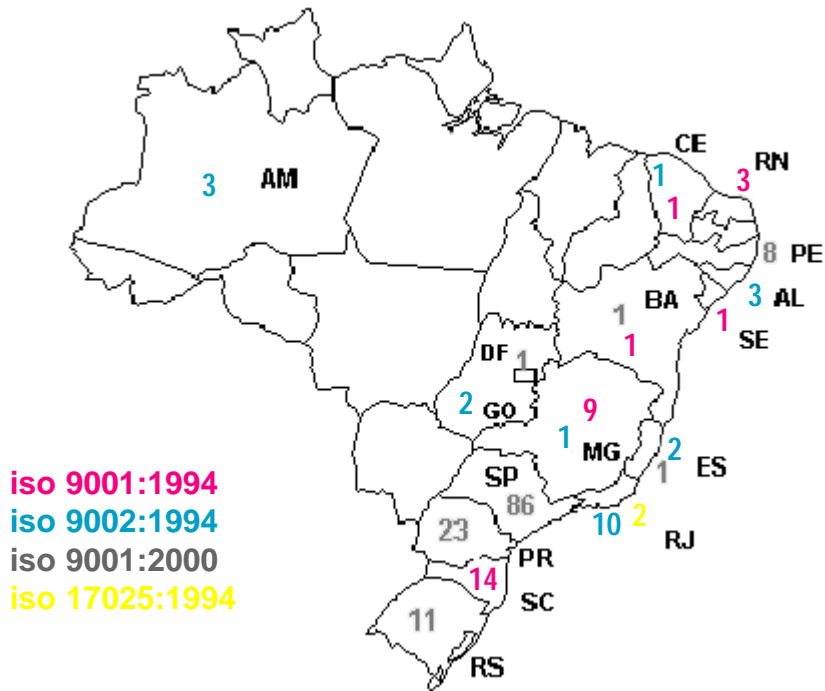 CE
RN
1
3
AM
3
1
8 PE
BA
3 AL
1
1
SE
DF 1
1
2 GO
9
1 MG
2 ES
1
SP
iso 9001:1994
86
iso 9002:1994
10 2
23
RJ
iso 9001:2000
PR
14
iso 17025:1994
SC
11
RS